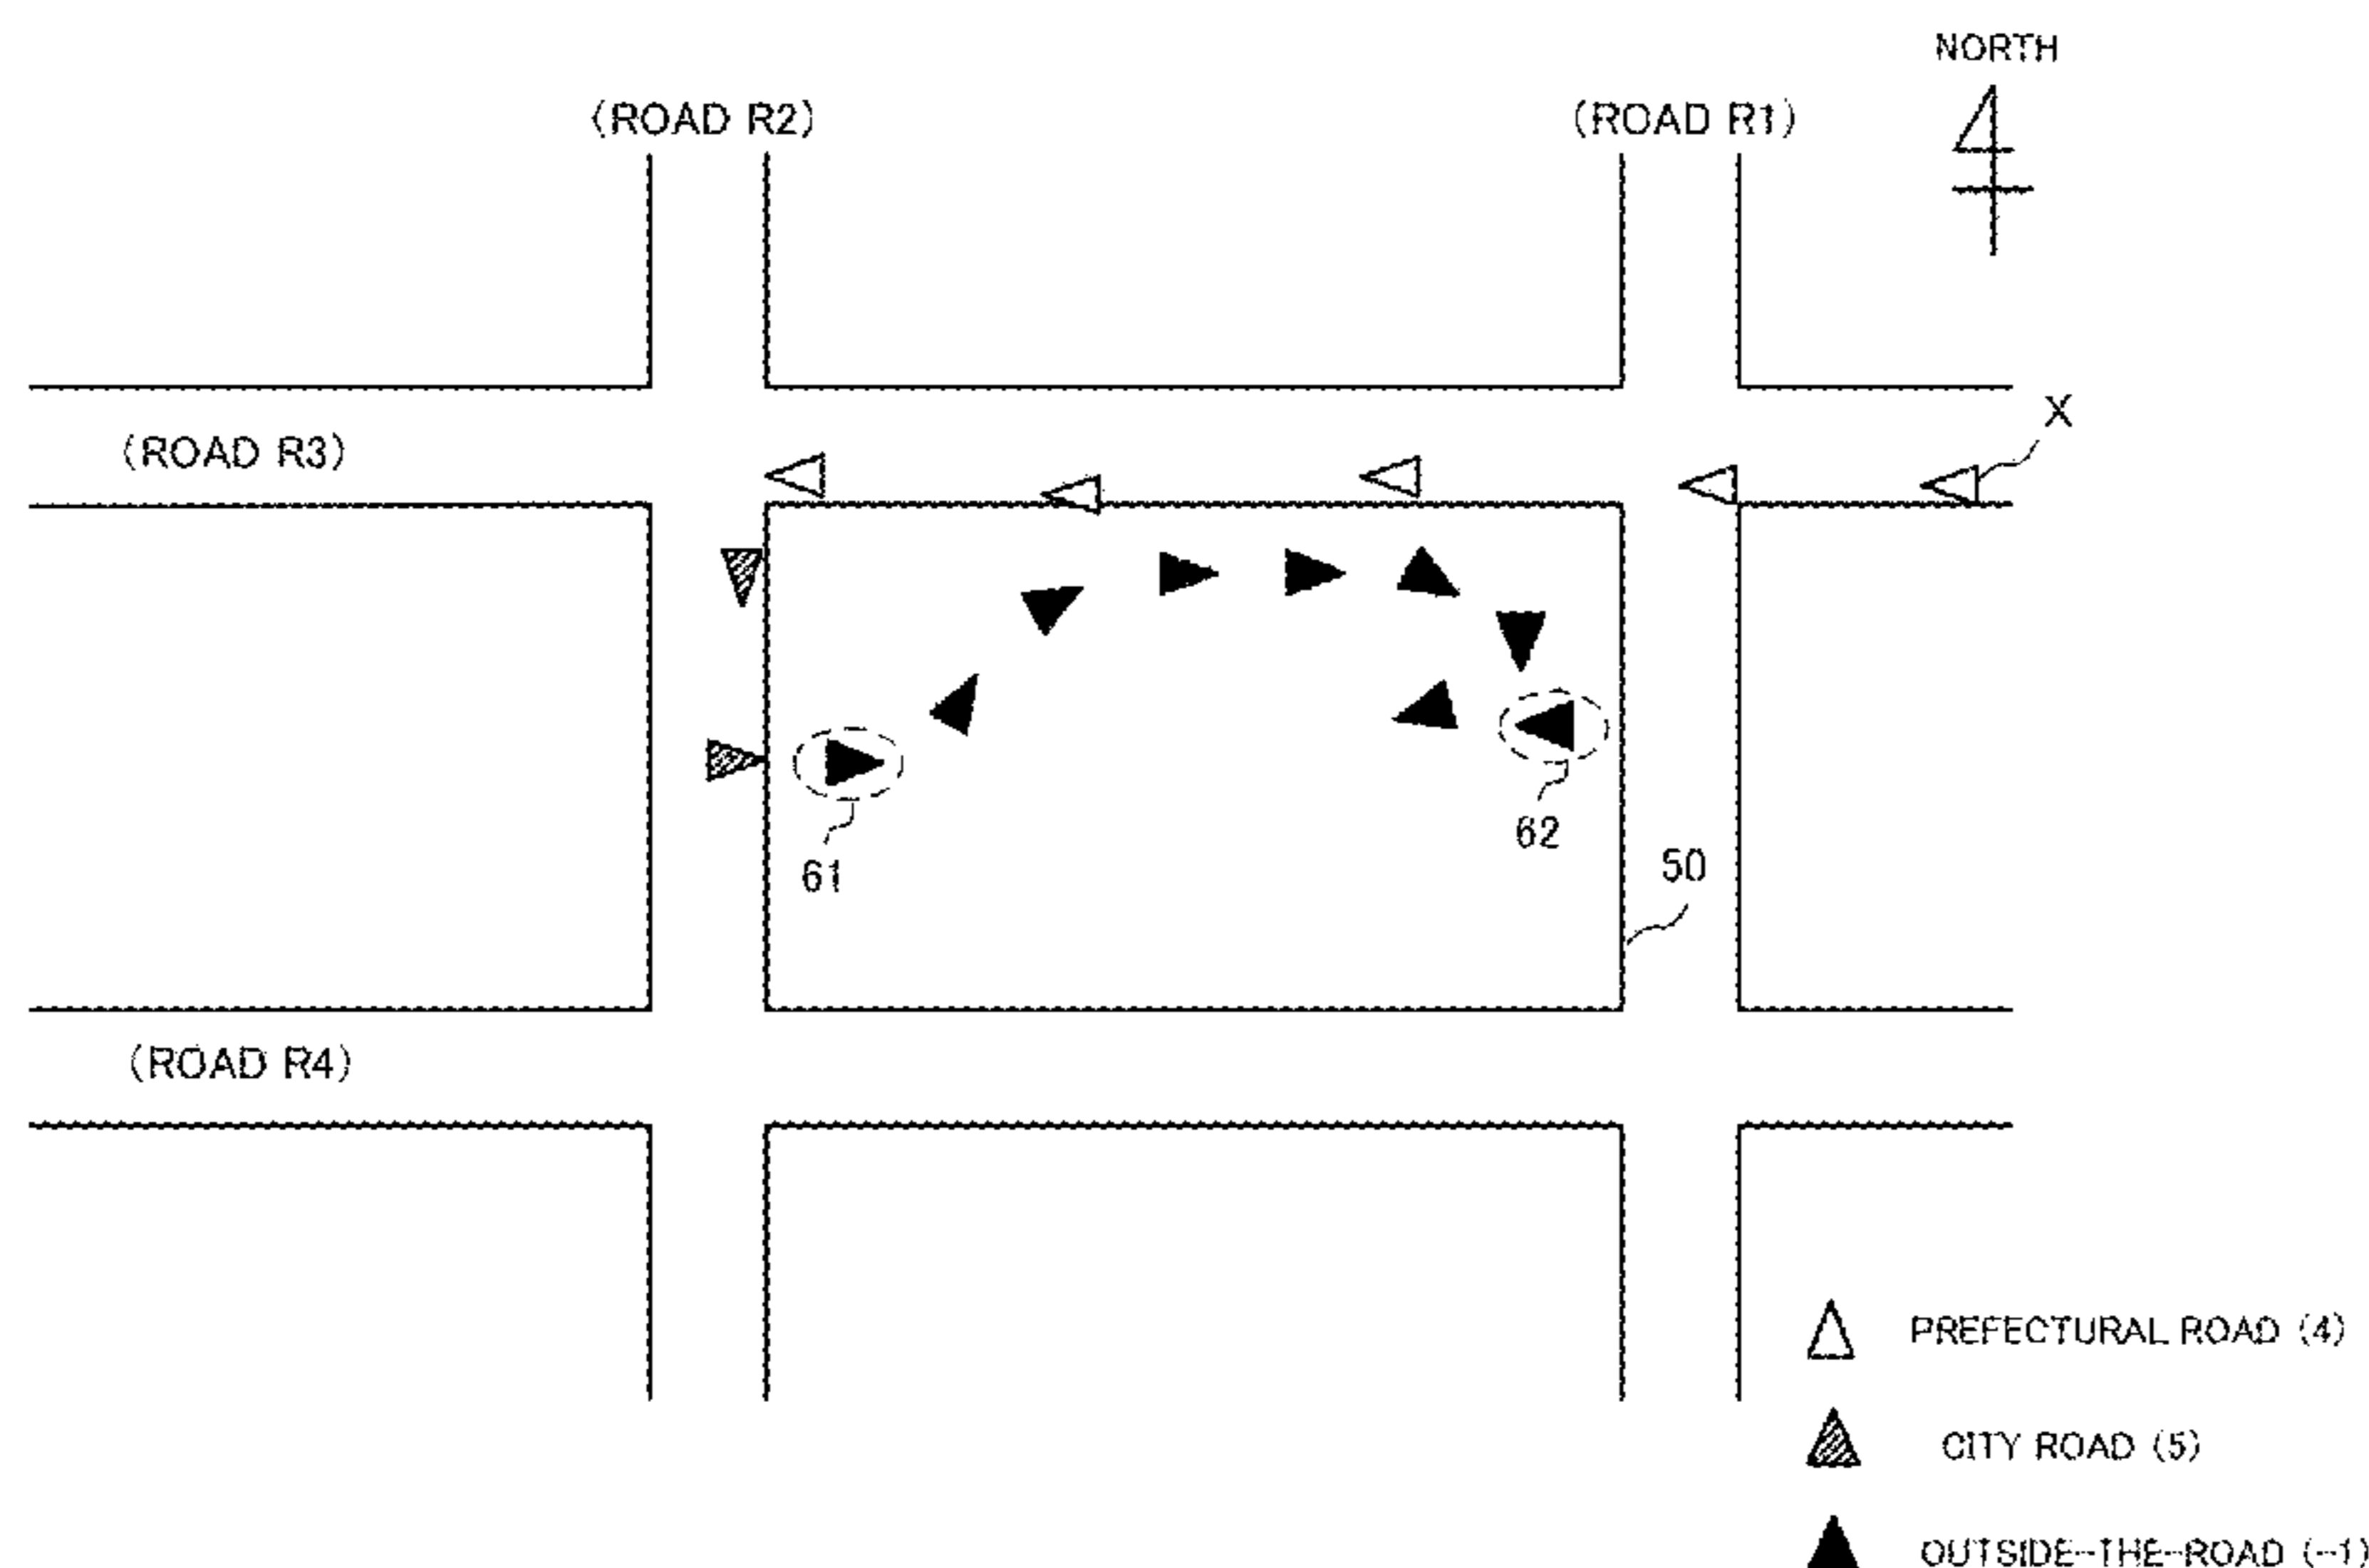 NORTH
(ROAD R2)
(ROAD R1)
X
(ROAD R3)
62
50
61
(ROAD R4)
PREFECTURAL ROAD (4)
CITY ROAD (5)
OUTSIDE-THE-ROAD (-1)